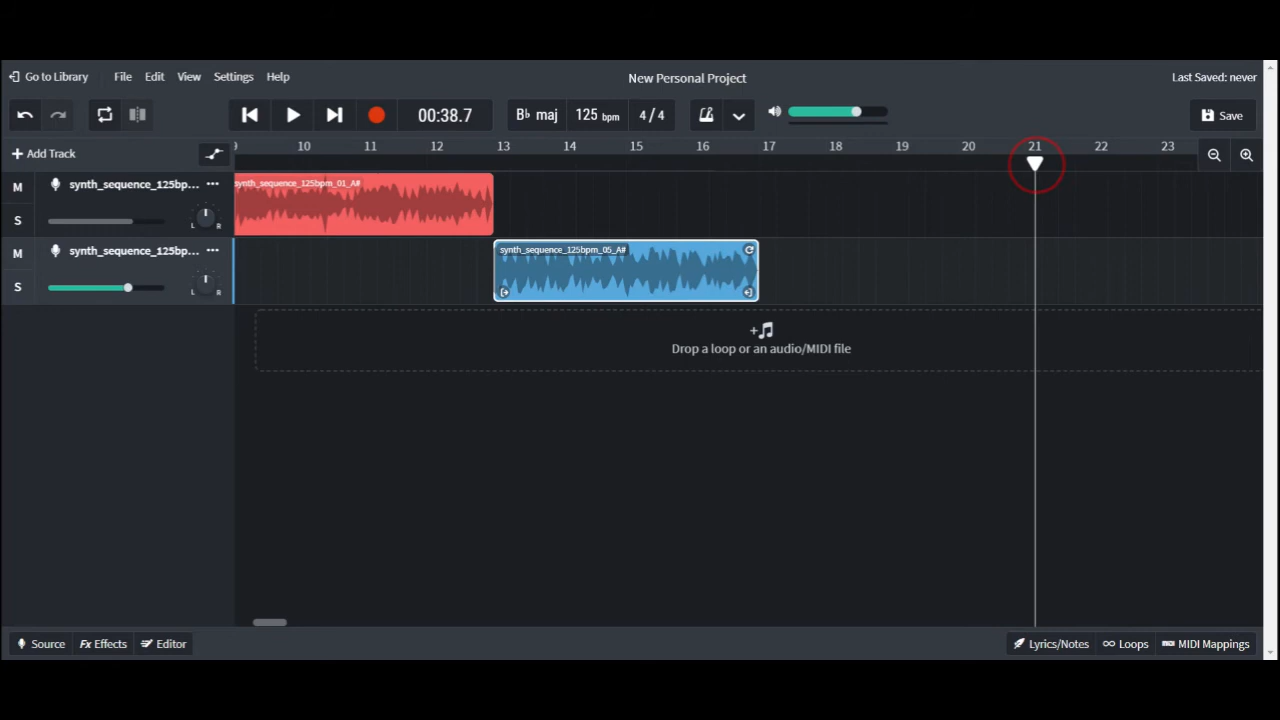 Go to Library File Edit View Settings Help New Personal Project Last Saved: never
00:38.7 B♭ maj 125 bpm 4 / 4 Save
+ Add Track 9 10 11 12 13 14 15 16 17 18 19 20 21 22 23
M synth_sequence_125bp... ••• synth_sequence_125bpm_01_A#
S L R
M synth_sequence_125bp... ••• synth_sequence_125bpm_05_A#
S L R
Drop a loop or an audio/MIDI file
Source Fx Effects Editor Lyrics/Notes Loops MIDI Mappings